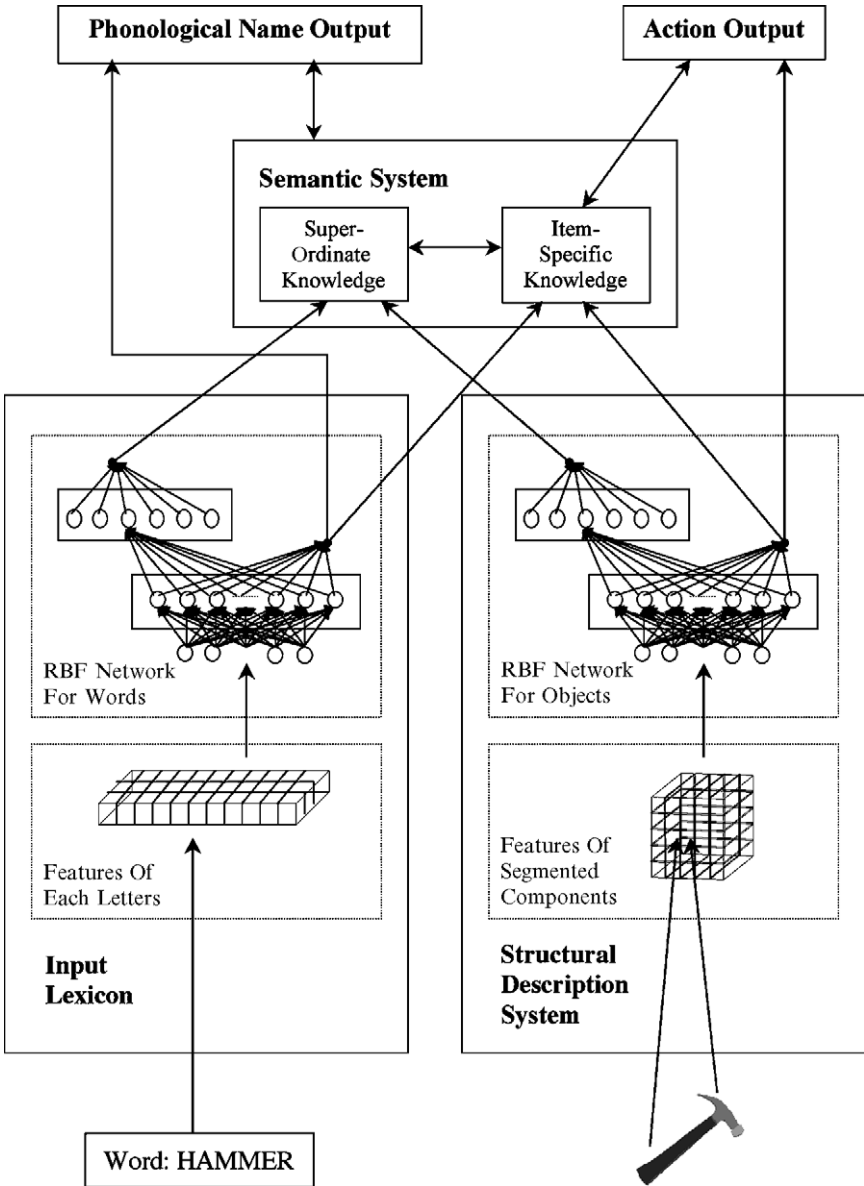 Phonological Name Output
Action Output
Semantic System
Super-
Ordinate
Knowledge
Item-
Specific
Knowledge
RBF Network
For Words
RBF Network
For Objects
Features Of
Each Letters
Features Of
Segmented
Components
Input
Lexicon
Structural
Description
System
Word: HAMMER